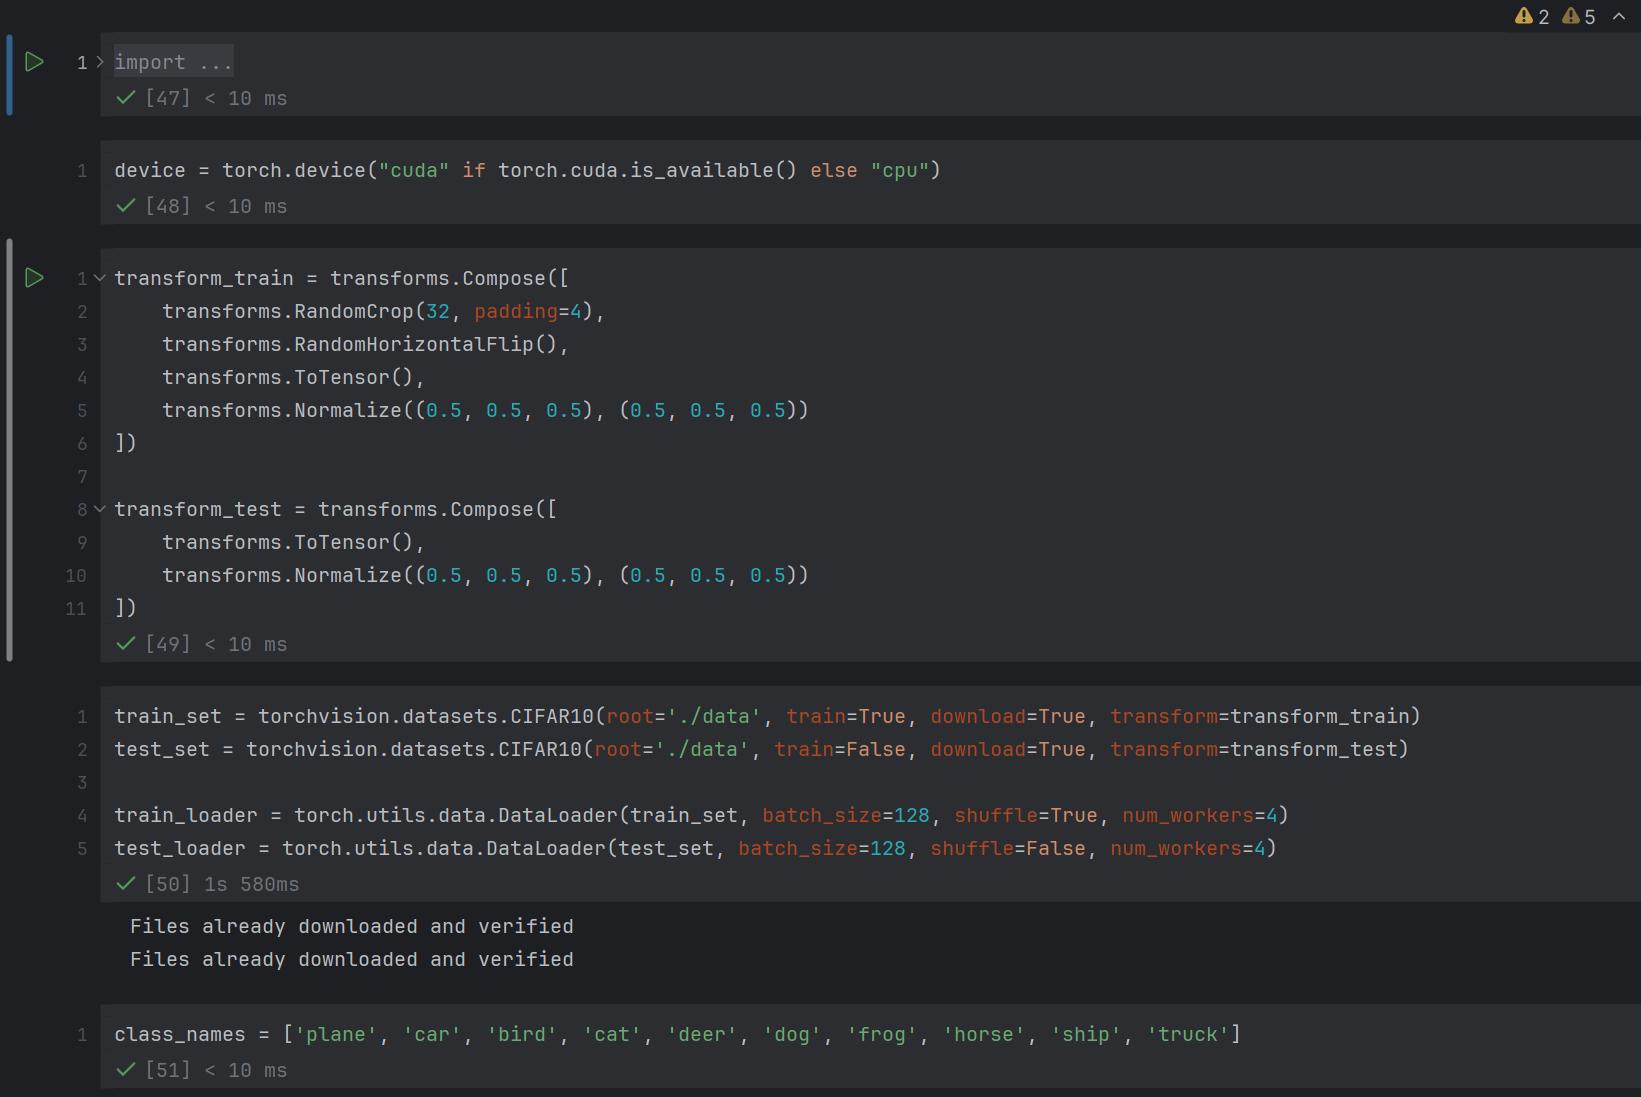 2 5
1 import ...
[47] < 10 ms
1 device = torch.device("cuda" if torch.cuda.is_available() else "cpu")
[48] < 10 ms
1 transform_train = transforms.Compose([
2     transforms.RandomCrop(32, padding=4),
3     transforms.RandomHorizontalFlip(),
4     transforms.ToTensor(),
5     transforms.Normalize((0.5, 0.5, 0.5), (0.5, 0.5, 0.5))
6 ])
7
8 transform_test = transforms.Compose([
9     transforms.ToTensor(),
10     transforms.Normalize((0.5, 0.5, 0.5), (0.5, 0.5, 0.5))
11 ])
[49] < 10 ms
1 train_set = torchvision.datasets.CIFAR10(root='./data', train=True, download=True, transform=transform_train)
2 test_set = torchvision.datasets.CIFAR10(root='./data', train=False, download=True, transform=transform_test)
3
4 train_loader = torch.utils.data.DataLoader(train_set, batch_size=128, shuffle=True, num_workers=4)
5 test_loader = torch.utils.data.DataLoader(test_set, batch_size=128, shuffle=False, num_workers=4)
[50] 1s 580ms
Files already downloaded and verified
Files already downloaded and verified
1 class_names = ['plane', 'car', 'bird', 'cat', 'deer', 'dog', 'frog', 'horse', 'ship', 'truck']
[51] < 10 ms